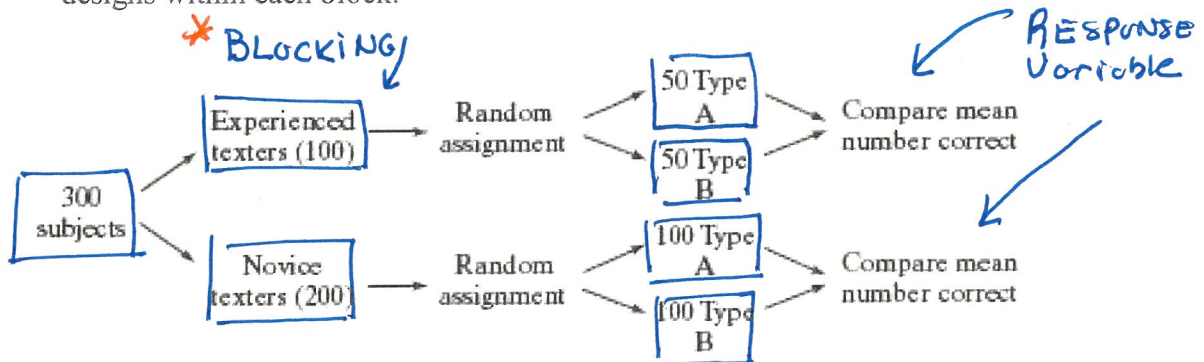 designs within each block.
* BLOCKING
RESPONSE
Variable
Experienced
texters (100)
Random
assignment
50 Type
A
50 Type
B
Compare mean
number correct
300
subjects
Novice
texters (200)
Random
assignment
100 Type
A
100 Type
B
Compare mean
number correct